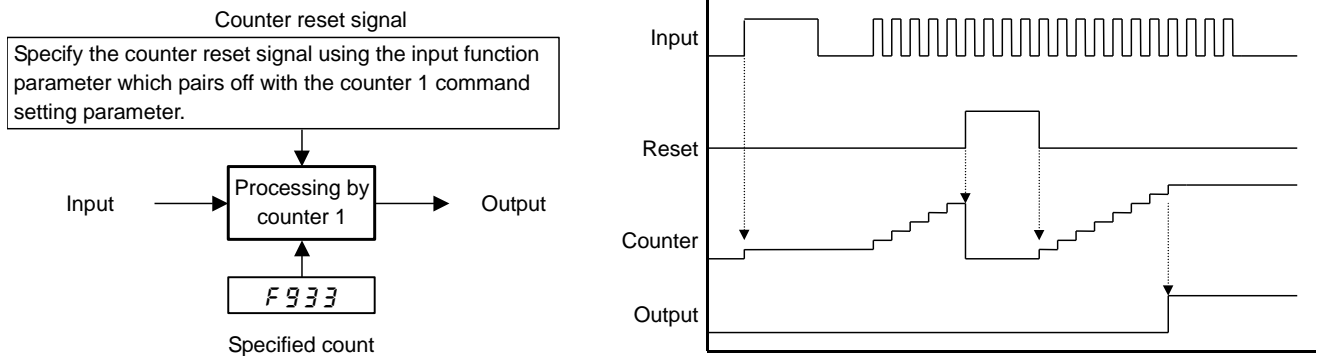 Counter reset signal
Specify the counter reset signal using the input function
parameter which pairs off with the counter 1 command
setting parameter.
Input
Processing by
counter 1
Output
F933
Specified count
Input
Reset
Counter
Output